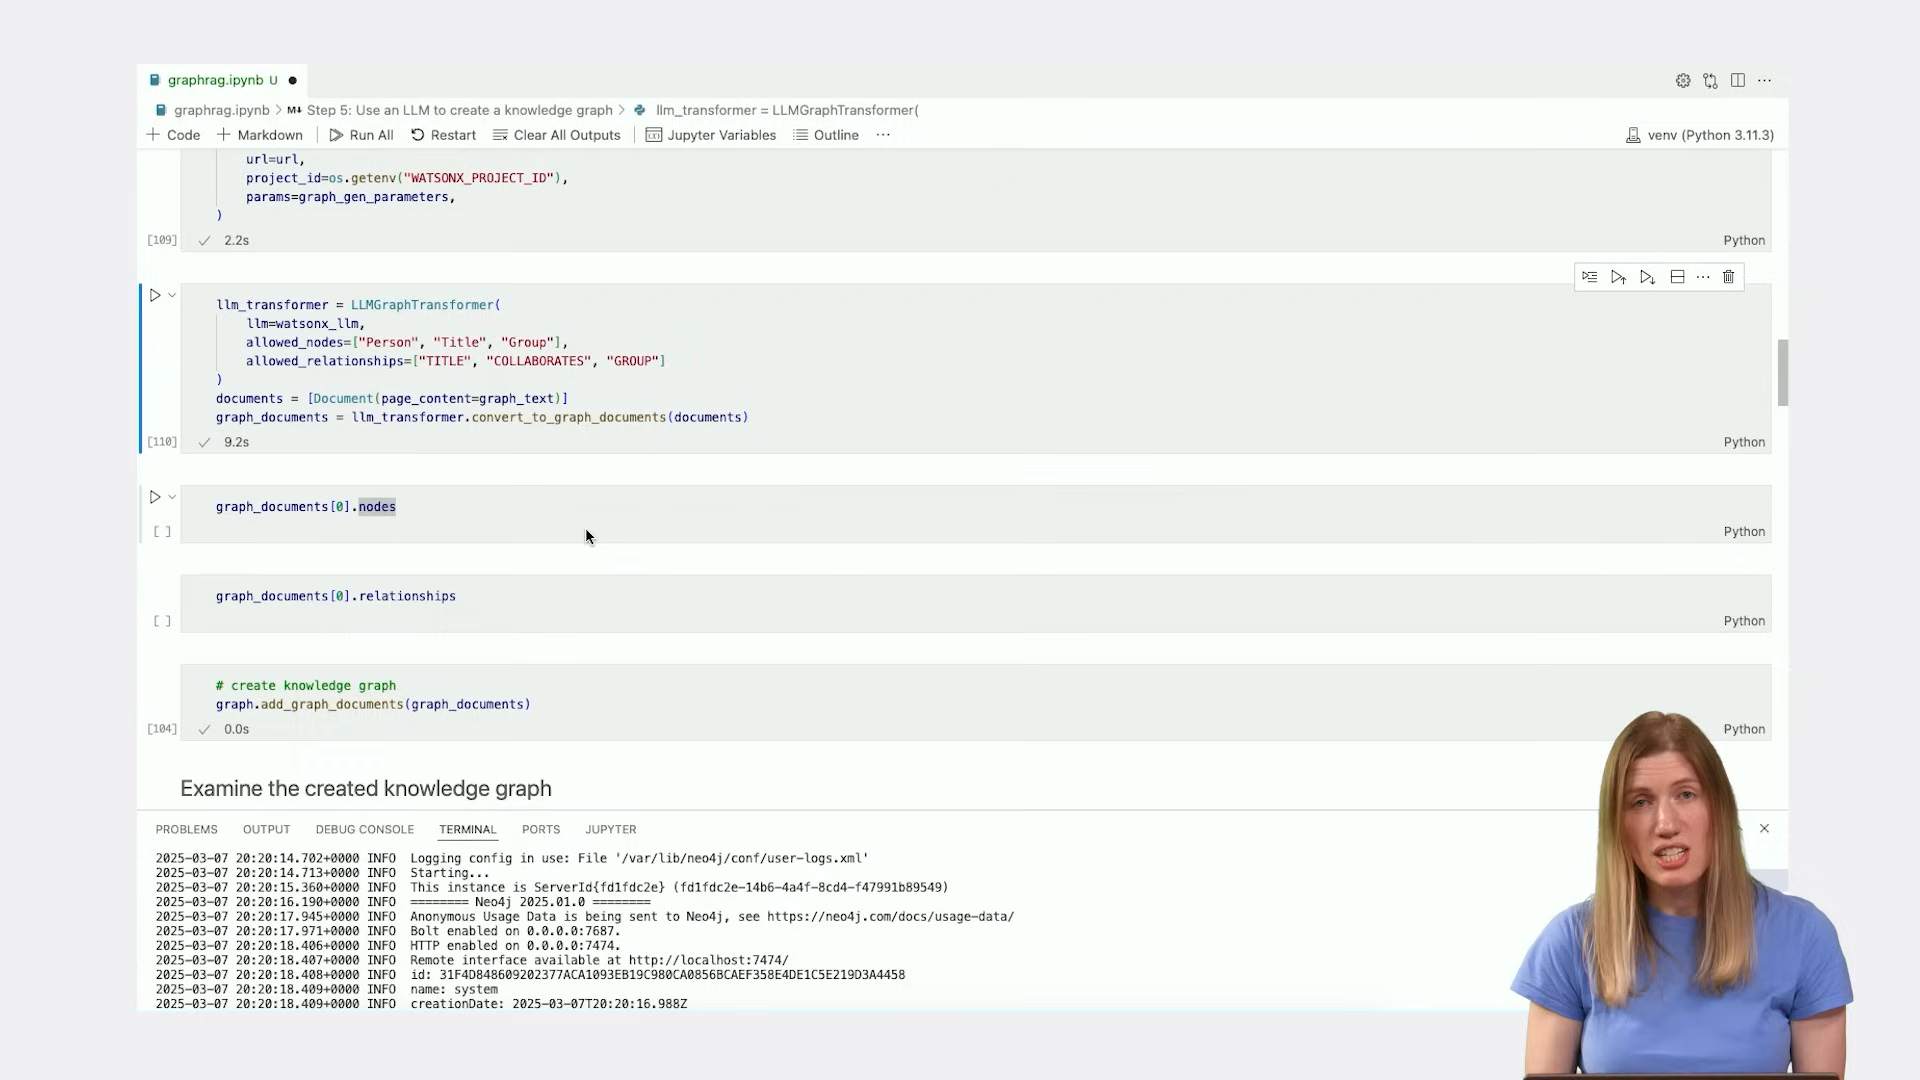 graphrag.ipynb U ●
graphrag.ipynb > M↓ Step 5: Use an LLM to create a knowledge graph > llm_transformer = LLMGraphTransformer(
+ Code + Markdown | Run All Restart Clear All Outputs | Jupyter Variables Outline ··· venv (Python 3.11.3)
url=url,
project_id=os.getenv("WATSONX_PROJECT_ID"),
params=graph_gen_parameters,
)
[109] ✓ 2.2s Python
llm_transformer = LLMGraphTransformer(
llm=watsonx_llm,
allowed_nodes=["Person", "Title", "Group"],
allowed_relationships=["TITLE", "COLLABORATES", "GROUP"]
)
documents = [Document(page_content=graph_text)]
graph_documents = llm_transformer.convert_to_graph_documents(documents)
[110] ✓ 9.2s Python
graph_documents[0].nodes
[ ] Python
graph_documents[0].relationships
[ ] Python
# create knowledge graph
graph.add_graph_documents(graph_documents)
[104] ✓ 0.0s Python
Examine the created knowledge graph
PROBLEMS OUTPUT DEBUG CONSOLE TERMINAL PORTS JUPYTER
2025-03-07 20:20:14.702+0000 INFO Logging config in use: File '/var/lib/neo4j/conf/user-logs.xml'
2025-03-07 20:20:14.713+0000 INFO Starting...
2025-03-07 20:20:15.360+0000 INFO This instance is ServerId{fd1fdc2e} (fd1fdc2e-14b6-4a4f-8cd4-f47991b89549)
2025-03-07 20:20:16.190+0000 INFO ======== Neo4j 2025.01.0 ========
2025-03-07 20:20:17.945+0000 INFO Anonymous Usage Data is being sent to Neo4j, see https://neo4j.com/docs/usage-data/
2025-03-07 20:20:17.971+0000 INFO Bolt enabled on 0.0.0.0:7687.
2025-03-07 20:20:18.406+0000 INFO HTTP enabled on 0.0.0.0:7474.
2025-03-07 20:20:18.407+0000 INFO Remote interface available at http://localhost:7474/
2025-03-07 20:20:18.408+0000 INFO id: 31F4D848609202377ACA1093EB19C980CA0856BCAEF358E4DE1C5E219D3A4458
2025-03-07 20:20:18.409+0000 INFO name: system
2025-03-07 20:20:18.409+0000 INFO creationDate: 2025-03-07T20:20:16.988Z